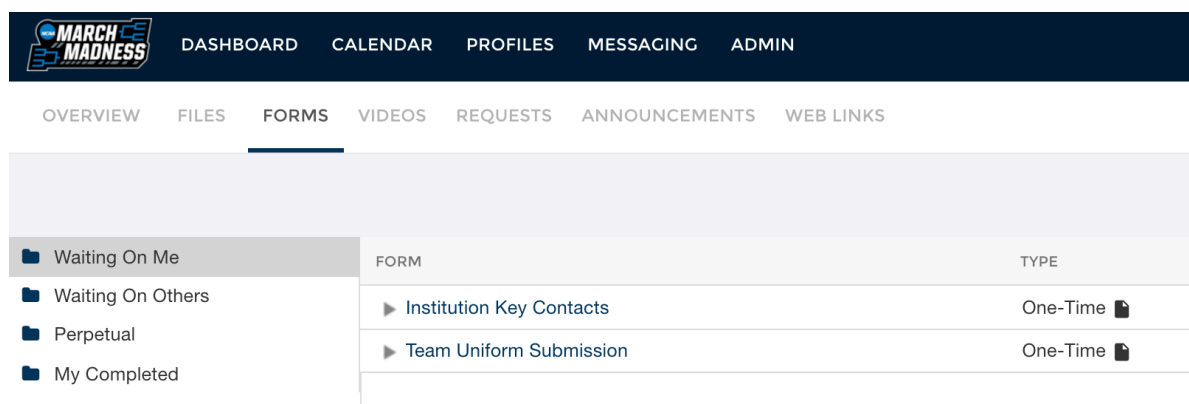 NCAA MARCH MADNESS
DASHBOARD CALENDAR PROFILES MESSAGING ADMIN
OVERVIEW FILES FORMS VIDEOS REQUESTS ANNOUNCEMENTS WEB LINKS
Waiting On Me
Waiting On Others
Perpetual
My Completed
FORM TYPE
Institution Key Contacts One-Time
Team Uniform Submission One-Time